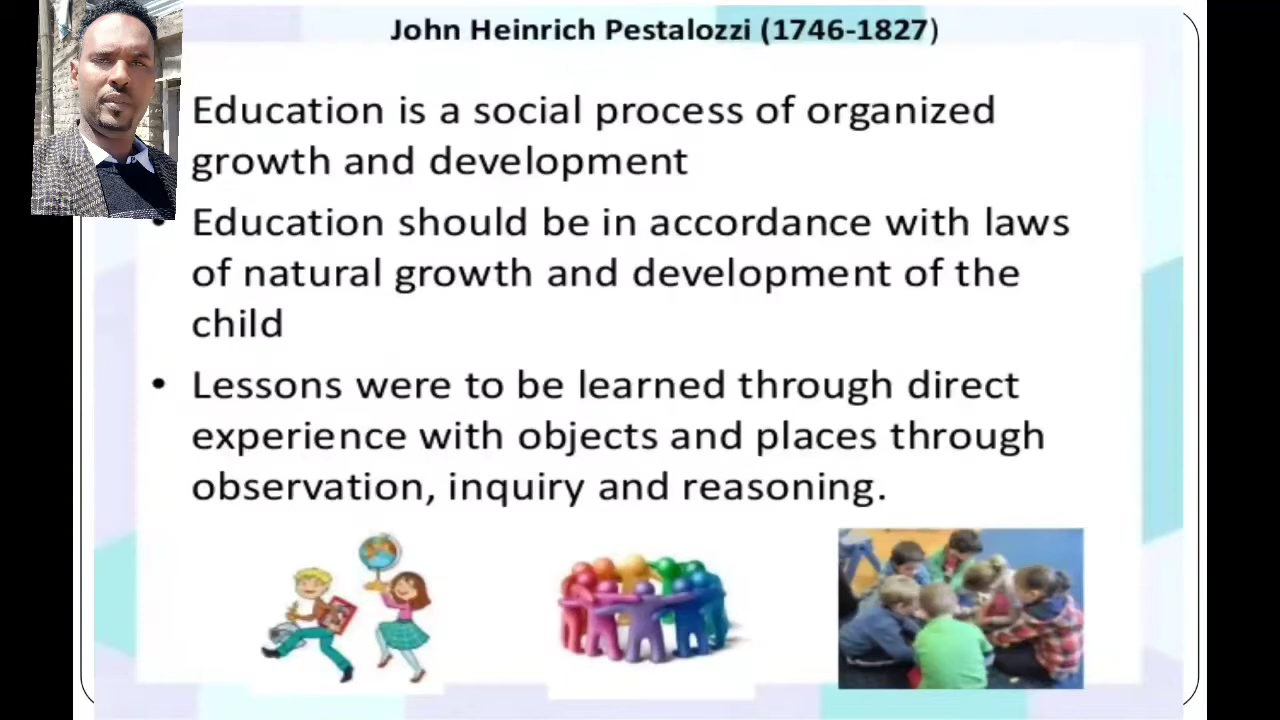 John Heinrich Pestalozzi (1746-1827)
Education is a social process of organized
growth and development
• Education should be in accordance with laws
of natural growth and development of the
child
• Lessons were to be learned through direct
experience with objects and places through
observation, inquiry and reasoning.